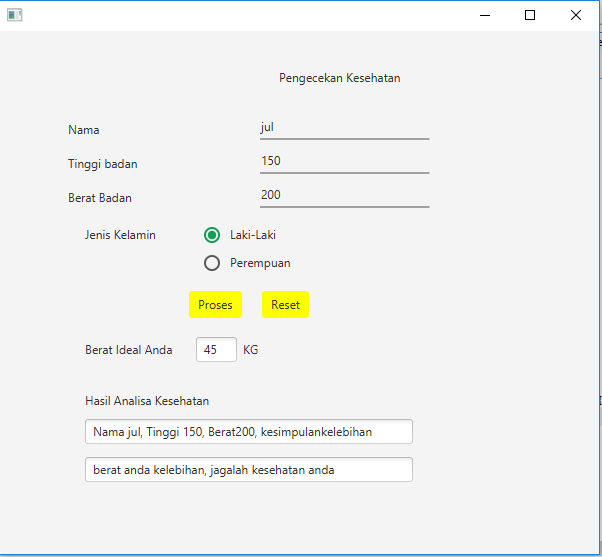 Pengecekan Kesehatan
Nama jul
Tinggi badan 150
Berat Badan 200
Jenis Kelamin Laki-Laki
Perempuan
Proses Reset
Berat Ideal Anda 45 KG
Hasil Analisa Kesehatan
Nama jul, Tinggi 150, Berat200, kesimpulankelebihan
berat anda kelebihan, jagalah kesehatan anda